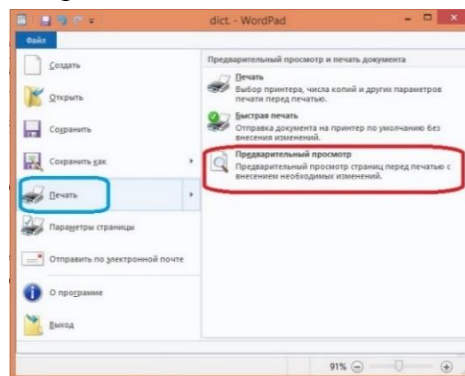 dict. - WordPad
Файл
Создать
Открыть
Сохранить
Сохранить как
Печать
Параметры страницы
Отправить по электронной почте
О программе
Выход
Предварительный просмотр и печать документа
Печать
Выбор принтера, числа копий и других параметров
печати перед печатью.
Быстрая печать
Отправка документа на принтер по умолчанию без
внесения изменений.
Предварительный просмотр
Предварительный просмотр страниц перед печатью с
внесением необходимых изменений.
91%